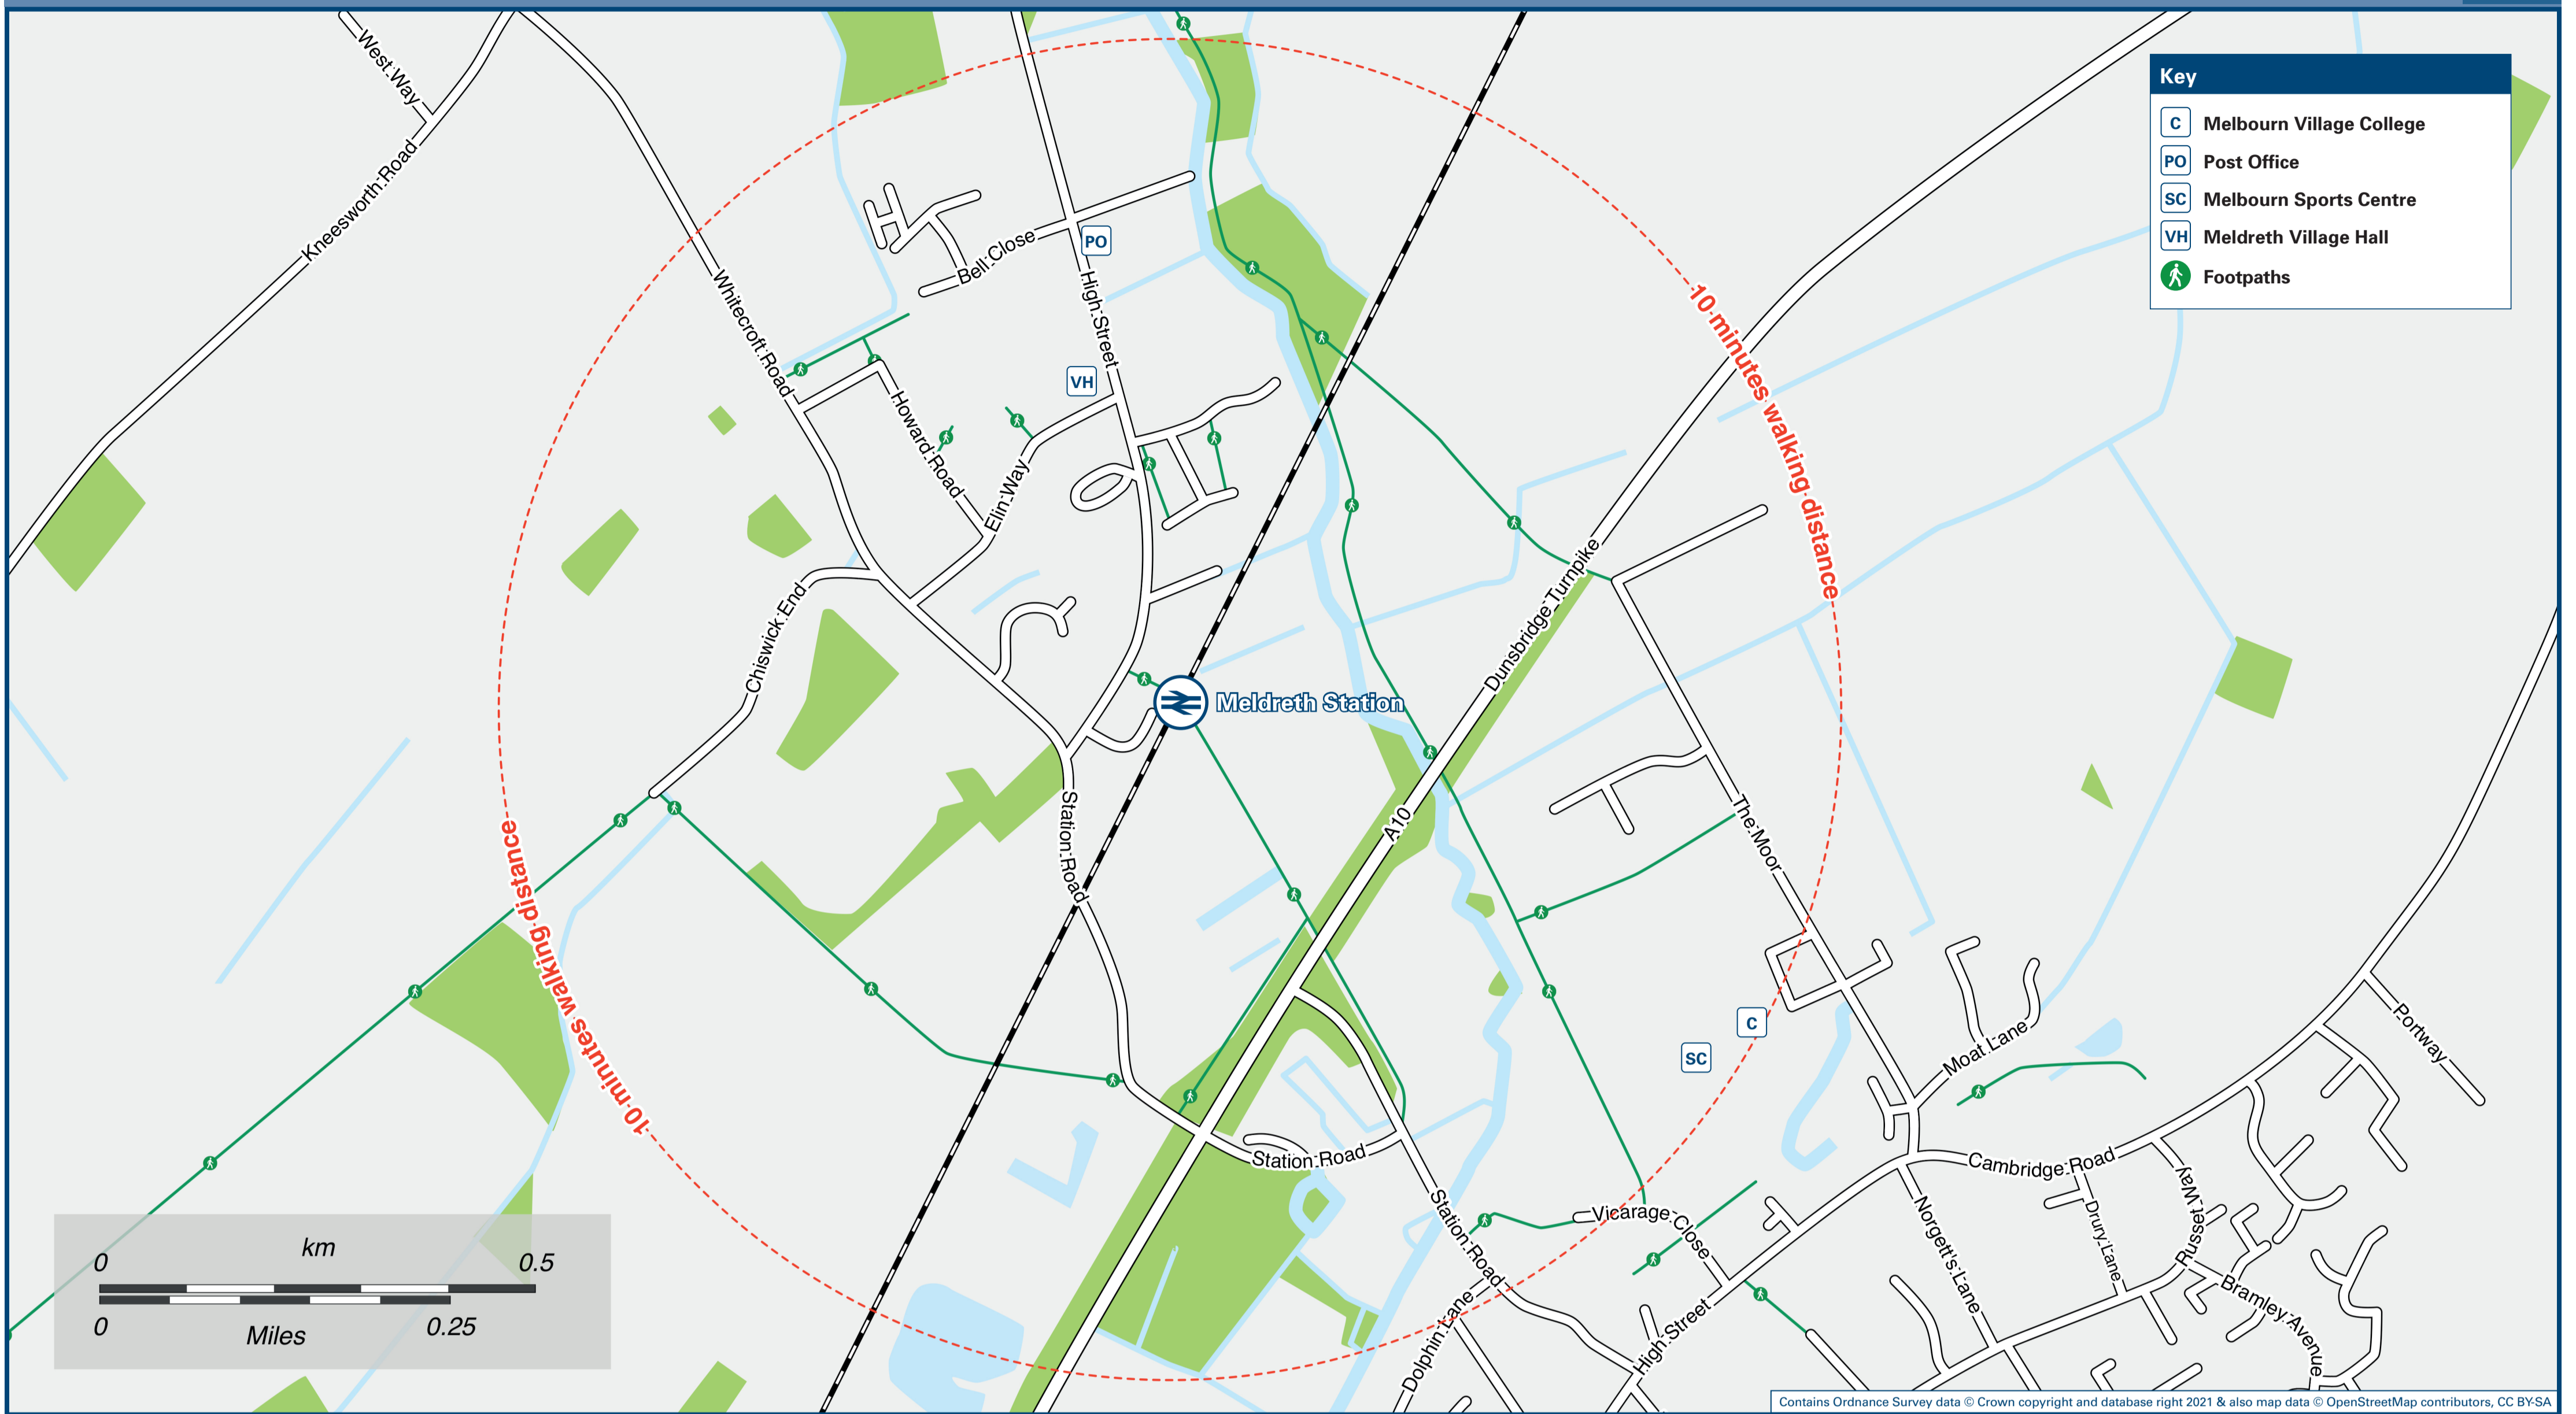 West Way
Kneesworth Road
Whitecroft Road
Bell Close
PO
High Street
VH
Howard Road
Elin Way
Chiswick End
Meldreth Station
Station Road
Dunsbridge Turnpike
A10
The Moor
10 minutes walking distance
10 minutes walking distance
C
SC
Moat Lane
Portway
Station Road
Station Road
Vicarage Close
Cambridge Road
Norgett's Lane
Drury Lane
Russet Way
Bramley Avenue
High Street
Dolphin Lane
Key
C Melbourn Village College
PO Post Office
SC Melbourn Sports Centre
VH Meldreth Village Hall
Footpaths
km
0 0.5
0 0.25
Miles
Contains Ordnance Survey data © Crown copyright and database right 2021 & also map data © OpenStreetMap contributors, CC BY-SA